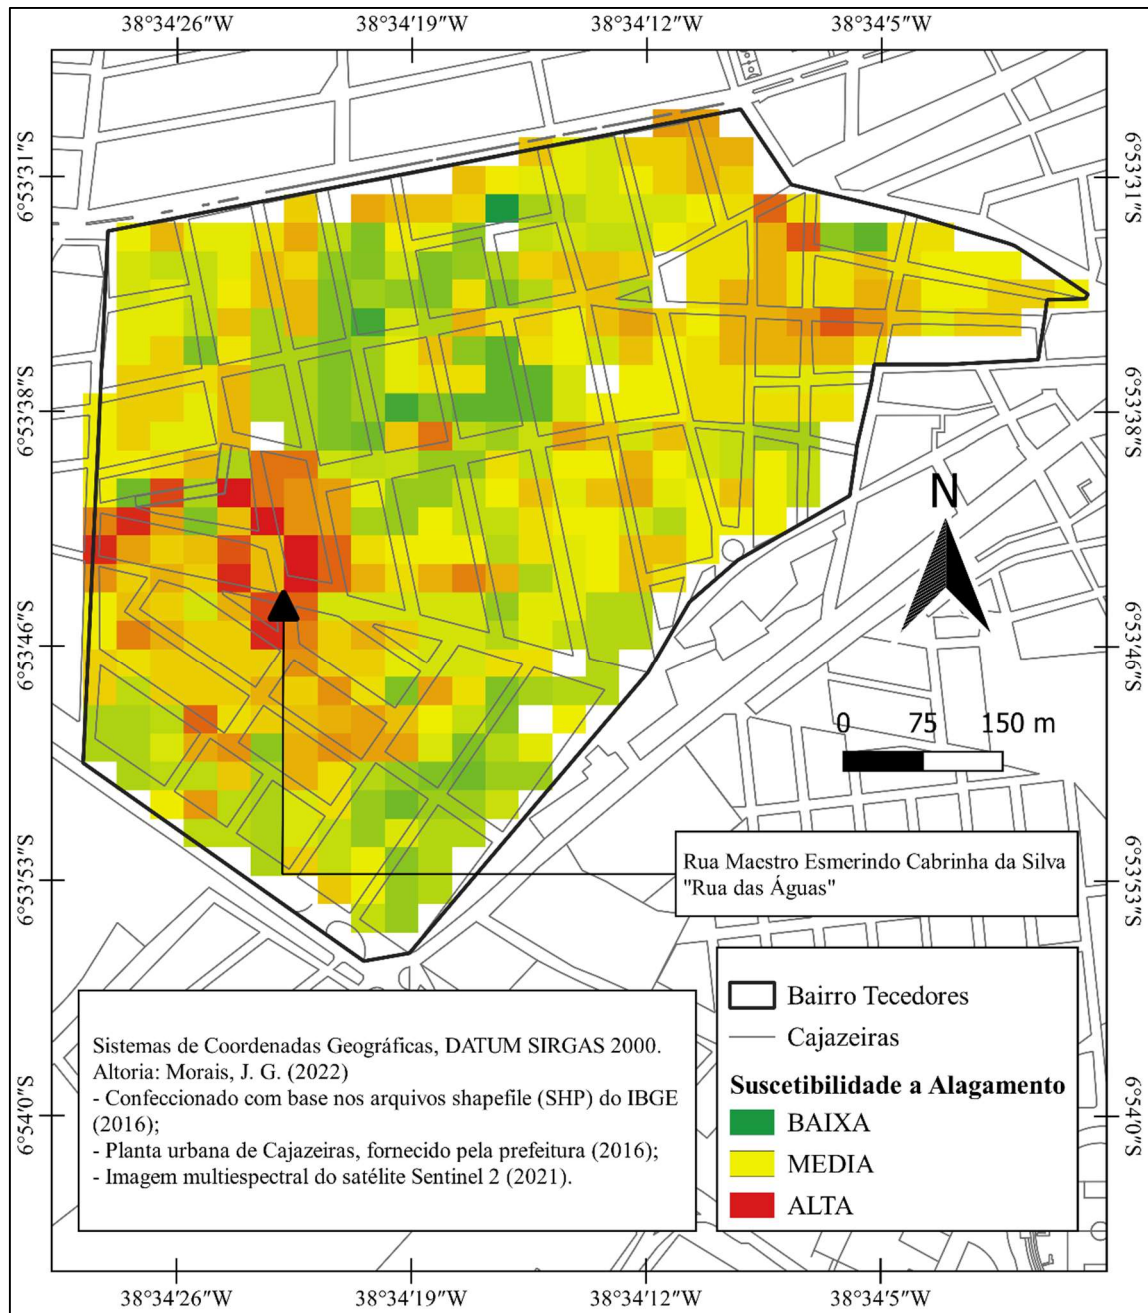 38°34'26"W 38°34'19"W 38°34'12"W 38°34'5"W
6°53'31"S 6°53'31"S
6°53'38"S 6°53'38"S
N
6°53'46"S 6°53'46"S
0 75 150 m
Rua Maestro Esmerindo Cabrinha da Silva
"Rua das Águas"
6°53'53"S 6°53'53"S
Bairro Tecedores
Cajazeiras
Suscetibilidade a Alagamento
BAIXA
MEDIA
ALTA
Sistemas de Coordenadas Geográficas, DATUM SIRGAS 2000.
Altoria: Morais, J. G. (2022)
- Confeccionado com base nos arquivos shapefile (SHP) do IBGE
(2016);
- Planta urbana de Cajazeiras, fornecido pela prefeitura (2016);
- Imagem multiespectral do satélite Sentinel 2 (2021).
6°54'0"S 6°54'0"S
38°34'26"W 38°34'19"W 38°34'12"W 38°34'5"W